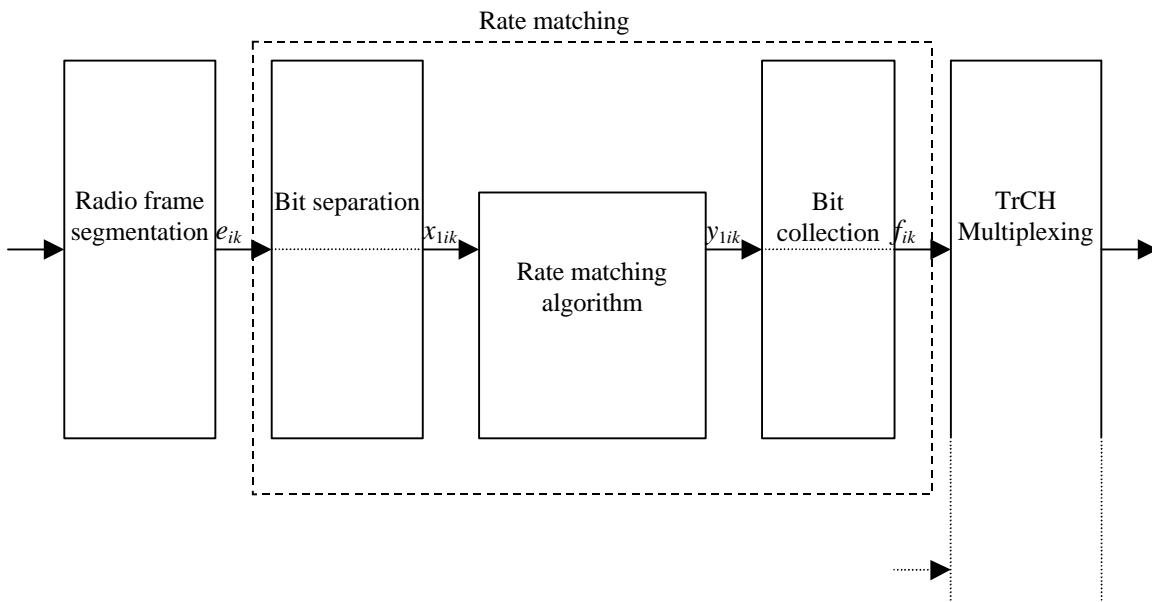 Rate matching
Radio frame
segmentation
e_ik
Bit separation
x_1ik
Rate matching
algorithm
y_1ik
Bit
collection
f_ik
TrCH
Multiplexing